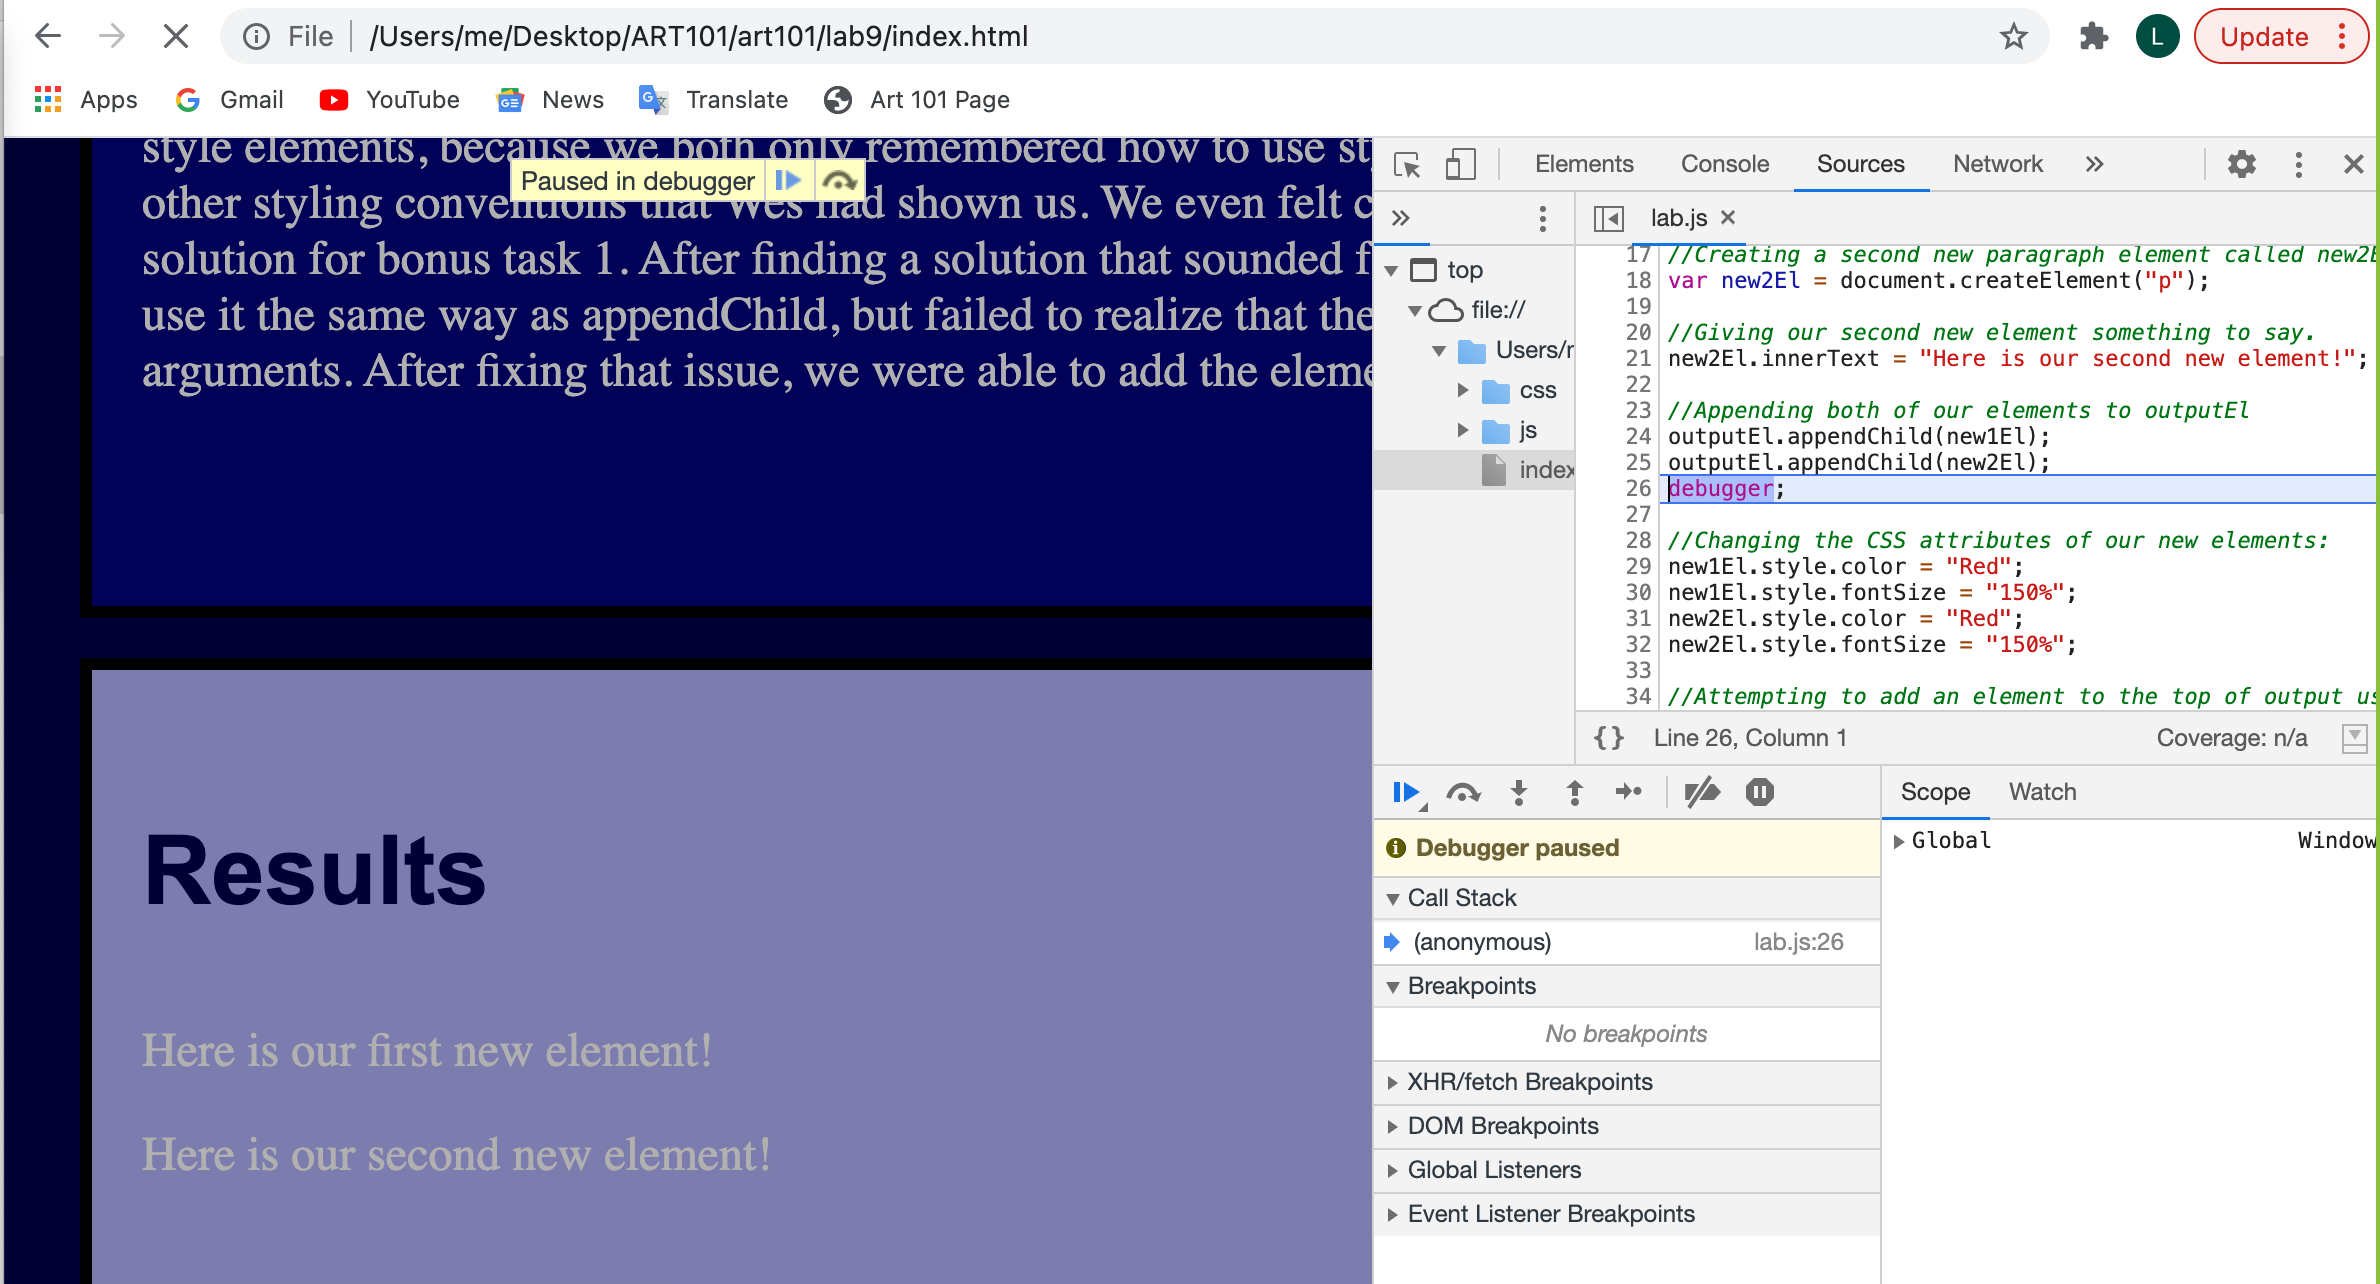 File /Users/me/Desktop/ART101/art101/lab9/index.html
L
Update
Apps Gmail YouTube News Translate Art 101 Page
style elements, because we both only remembered how to use
Paused in debugger
other styling conventions that Wes had shown us. We even felt
solution for bonus task 1. After finding a solution that sounded
use it the same way as appendChild, but failed to realize that the
arguments. After fixing that issue, we were able to add the
Results
Here is our first new element!
Here is our second new element!
Elements Console Sources Network
lab.js
top
file://
Users/
css
js
index
17 //Creating a second new paragraph element called
18 var new2El = document.createElement("p");
19
20 //Giving our second new element something to say.
21 new2El.innerText = "Here is our second new element!";
22
23 //Appending both of our elements to outputEl
24 outputEl.appendChild(new1El);
25 outputEl.appendChild(new2El);
26 debugger;
27
28 //Changing the CSS attributes of our new elements:
29 new1El.style.color = "Red";
30 new1El.style.fontSize = "150%";
31 new2El.style.color = "Red";
32 new2El.style.fontSize = "150%";
33
34 //Attempting to add an element to the top of output
{} Line 26, Column 1 Coverage: n/a
Debugger paused
Call Stack
(anonymous) lab.js:26
Breakpoints
No breakpoints
XHR/fetch Breakpoints
DOM Breakpoints
Global Listeners
Event Listener Breakpoints
Scope Watch
Global Window